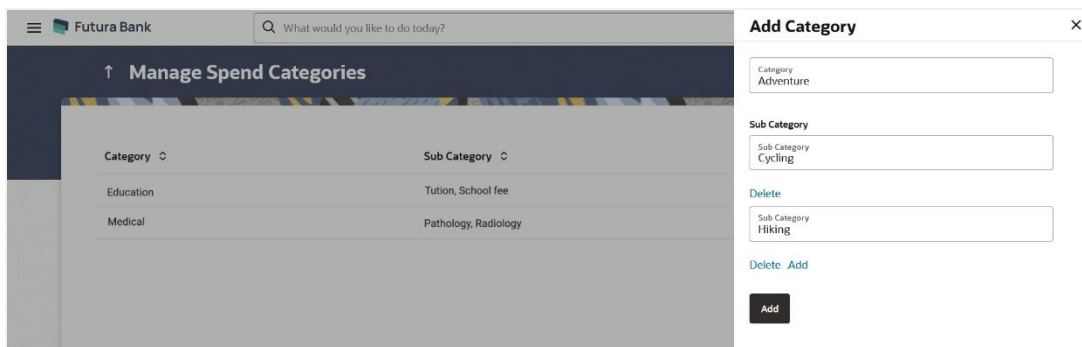 Futura Bank
What would you like to do today?
Manage Spend Categories
Category
Sub Category
Education
Tution, School fee
Medical
Pathology, Radiology
Add Category
Category
Adventure
Sub Category
Sub Category
Cycling
Delete
Sub Category
Hiking
Delete Add
Add